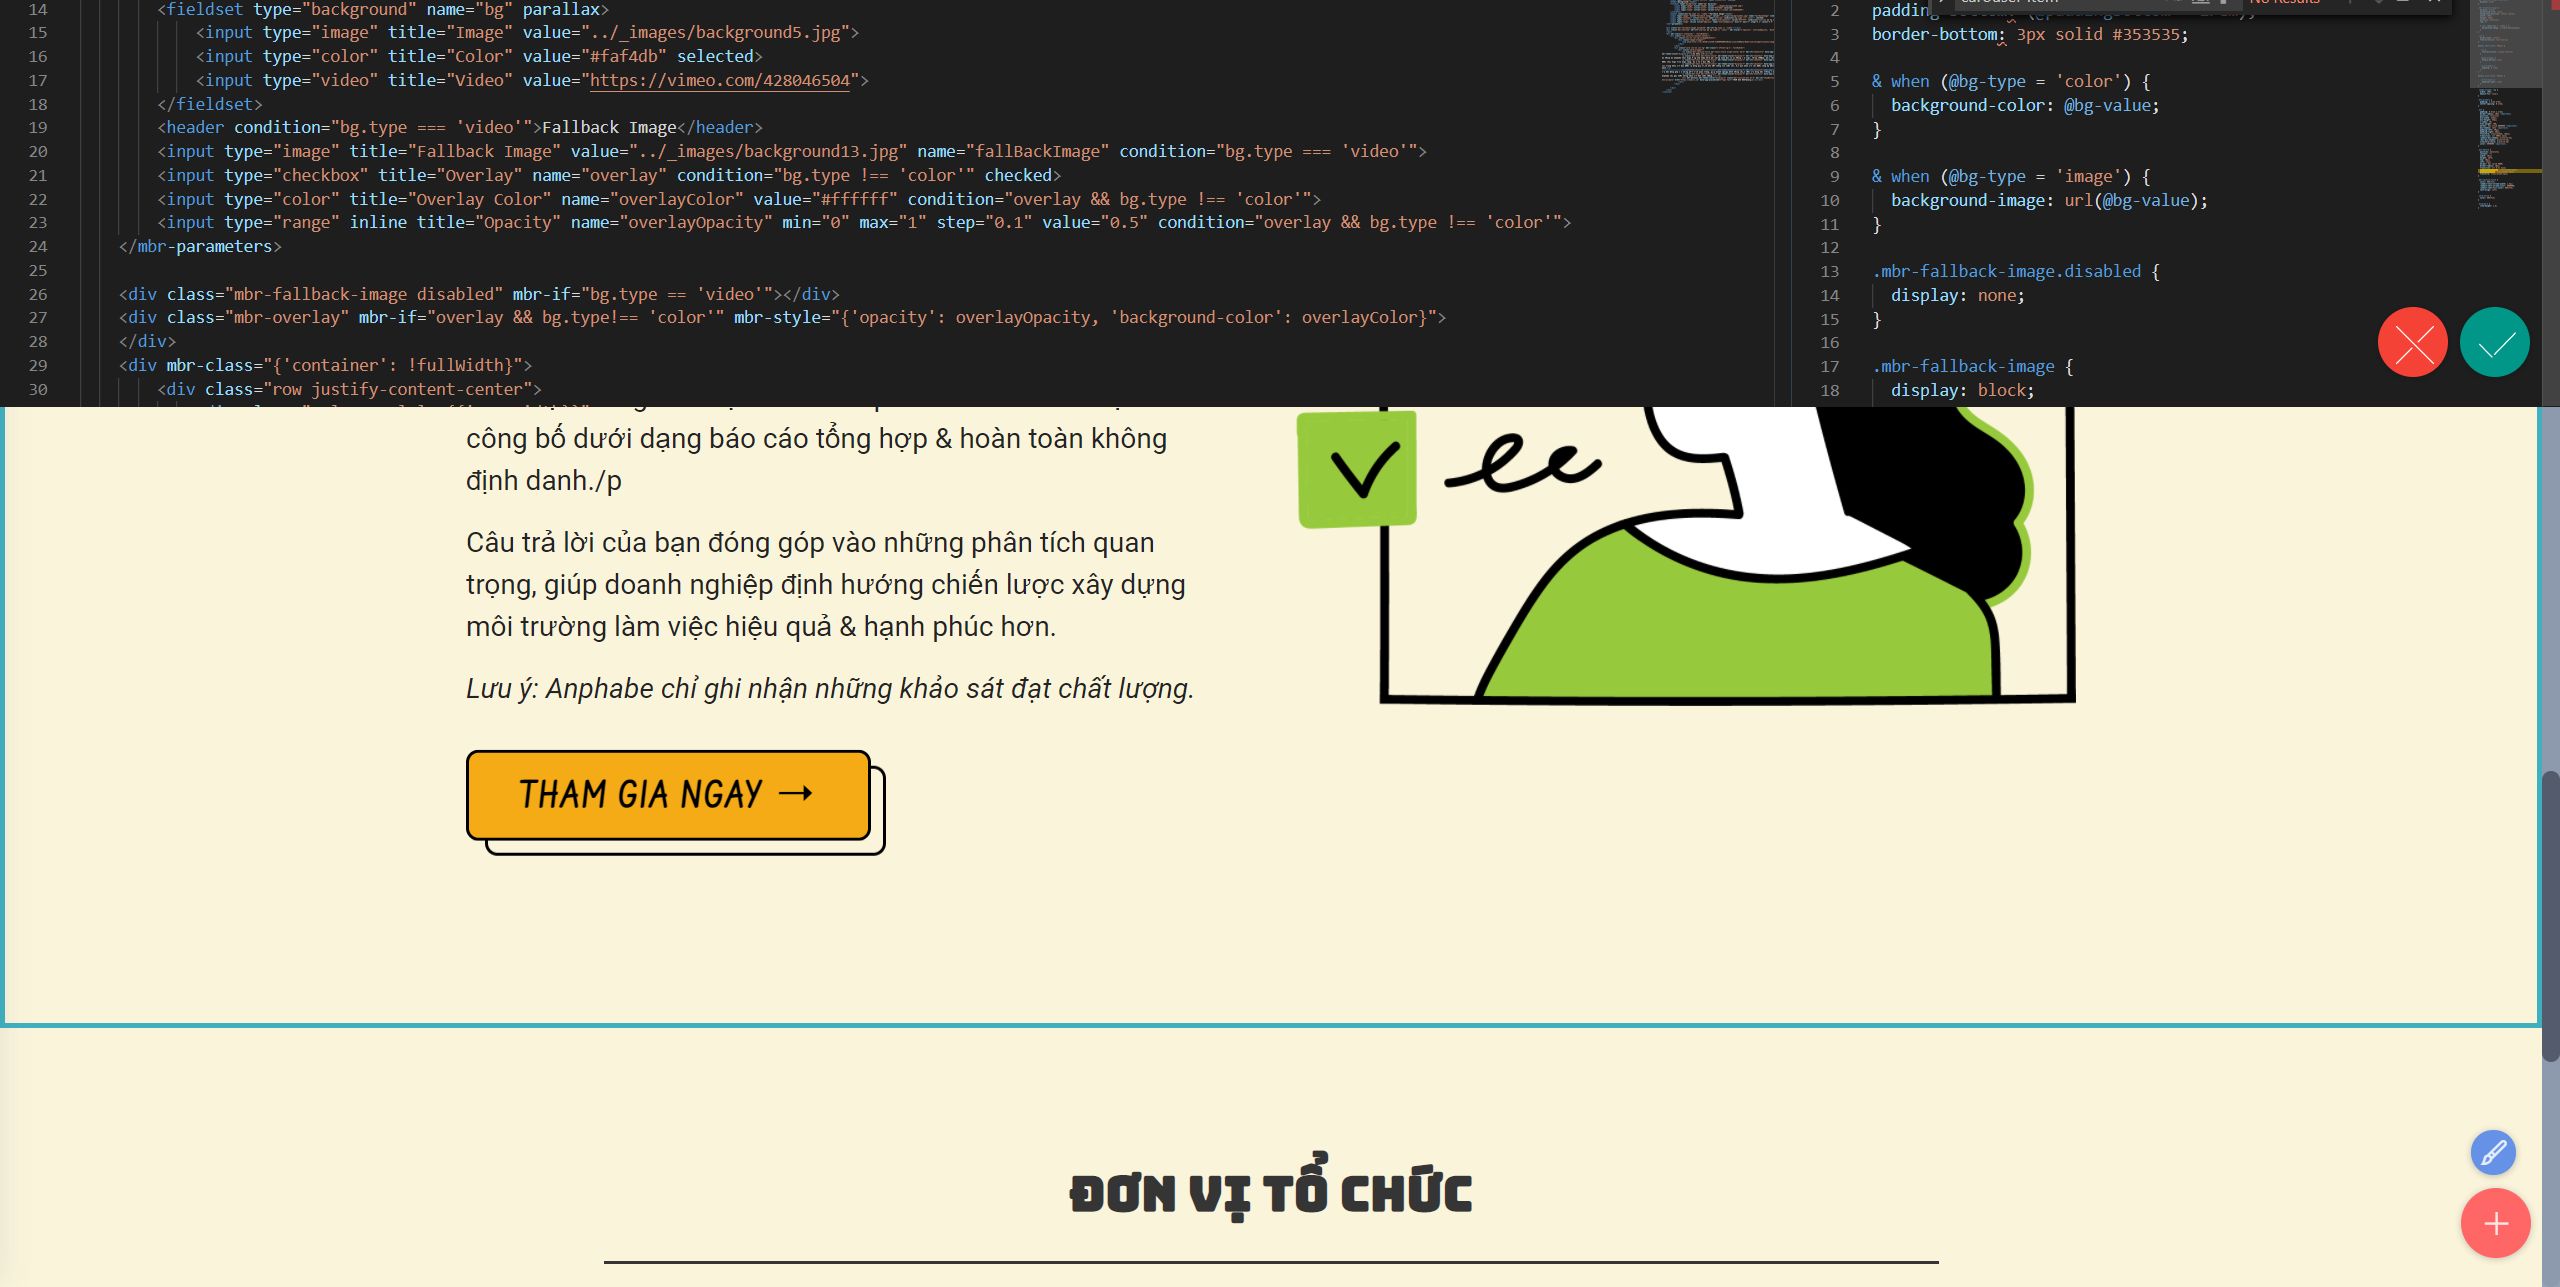 14 <fieldset type="background" name="bg" parallax>
15 <input type="image" title="Image" value="../_images/background5.jpg">
16 <input type="color" title="Color" value="#faf4db" selected>
17 <input type="video" title="Video" value="https://vimeo.com/428046504">
18 </fieldset>
19 <header condition="bg.type === 'video'">Fallback Image</header>
20 <input type="image" title="Fallback Image" value="../_images/background13.jpg" name="fallBackImage" condition="bg.type === 'video'">
21 <input type="checkbox" title="Overlay" name="overlay" condition="bg.type !== 'color'" checked>
22 <input type="color" title="Overlay Color" name="overlayColor" value="#ffffff" condition="overlay && bg.type !== 'color'">
23 <input type="range" inline title="Opacity" name="overlayOpacity" min="0" max="1" step="0.1" value="0.5" condition="overlay && bg.type !== 'color'">
24 </mbr-parameters>
25
26 <div class="mbr-fallback-image disabled" mbr-if="bg.type == 'video'"></div>
27 <div class="mbr-overlay" mbr-if="overlay && bg.type!== 'color'" mbr-style="{'opacity': overlayOpacity, 'background-color': overlayColor}">
28 </div>
29 <div mbr-class="{'container': !fullWidth}">
30 <div class="row justify-content-center">
No Results
2
3 border-bottom: 3px solid #353535;
4
5 & when (@bg-type = 'color') {
6 background-color: @bg-value;
7 }
8
9 & when (@bg-type = 'image') {
10 background-image: url(@bg-value);
11 }
12
13 .mbr-fallback-image.disabled {
14 display: none;
15 }
16
17 .mbr-fallback-image {
18 display: block;
công bố dưới dạng báo cáo tổng hợp & hoàn toàn không
định danh./p
Câu trả lời của bạn đóng góp vào những phân tích quan
trọng, giúp doanh nghiệp định hướng chiến lược xây dựng
môi trường làm việc hiệu quả & hạnh phúc hơn.
Lưu ý: Anphabe chỉ ghi nhận những khảo sát đạt chất lượng.
THAM GIA NGAY →
ĐƠN VỊ TỔ CHỨC